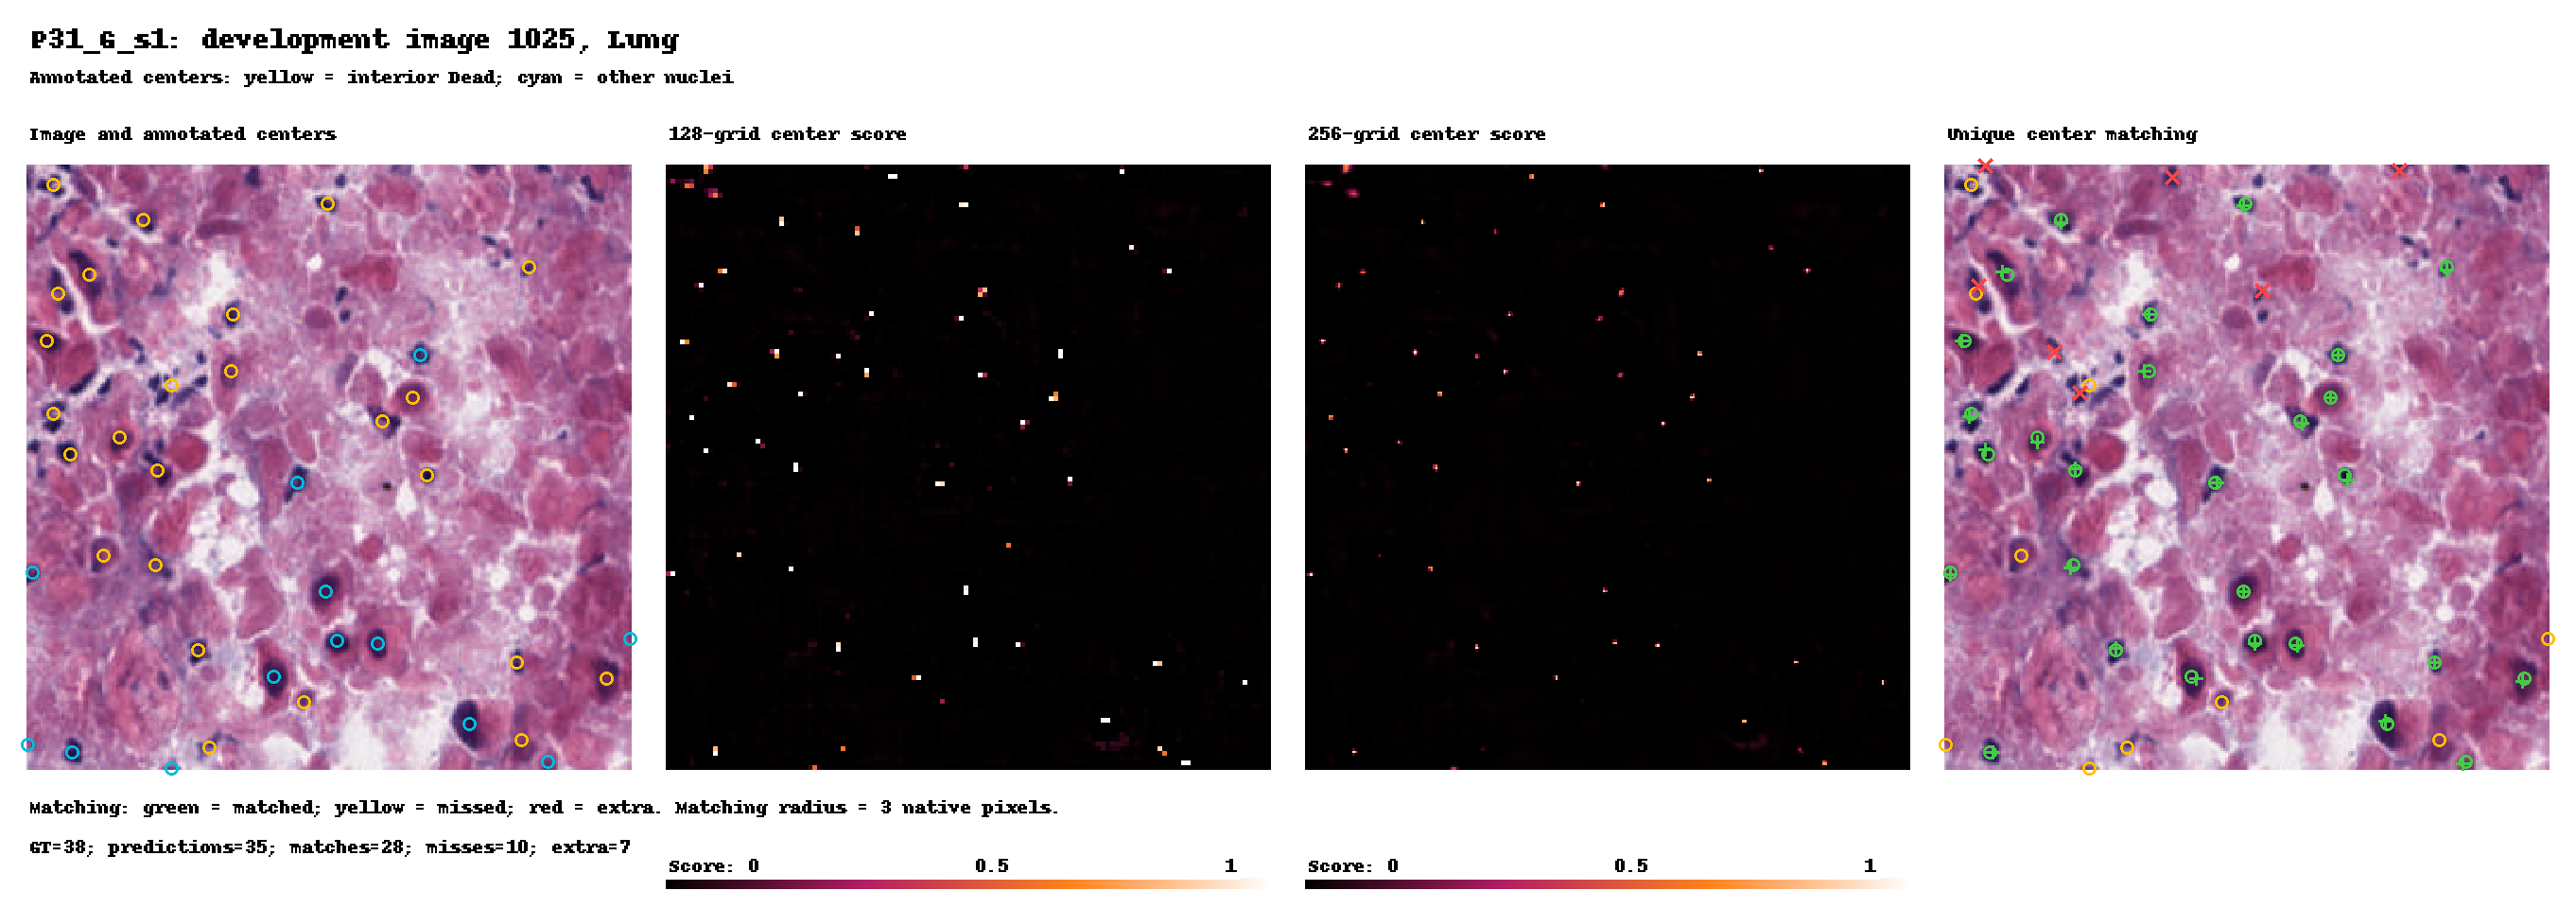 P31_G_s1: development image 1025, Lung
Annotated centers: yellow = interior Dead; cyan = other nuclei
Image and annotated centers
128-grid center score
256-grid center score
Unique center matching
Matching: green = matched; yellow = missed; red = extra. Matching radius = 3 native pixels.
GT=38; predictions=35; matches=28; misses=10; extra=7
Score: 0 0.5 1
Score: 0 0.5 1